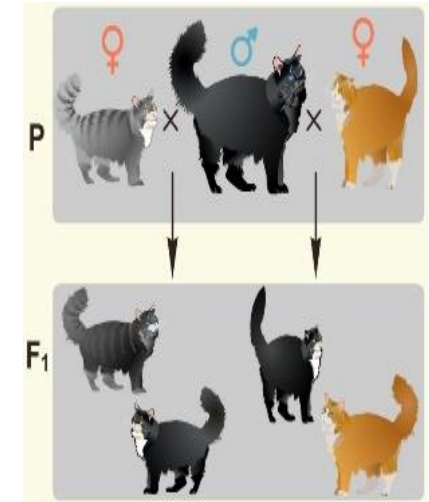 ♀ ♂ ♀
P × ×
F₁